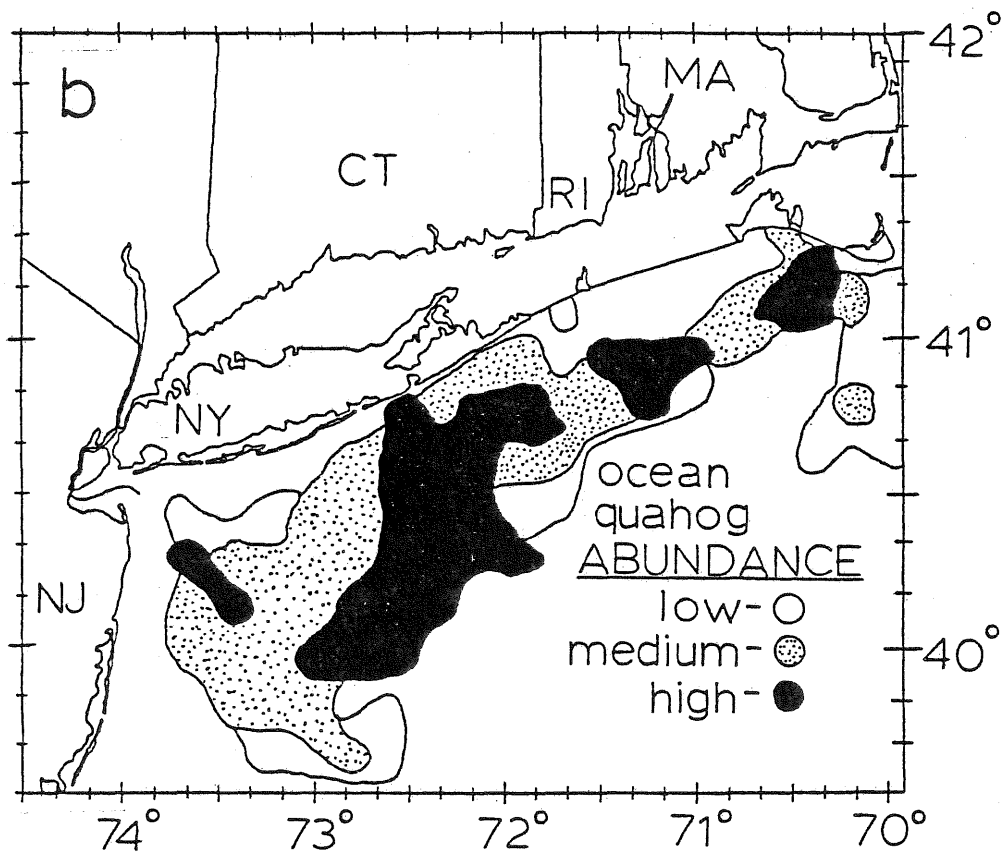 b
42°
MA
CT
RI
41°
NY
ocean
quahog
ABUNDANCE
low-
NJ
medium-
40°
high-
74°
73°
72°
71°
70°